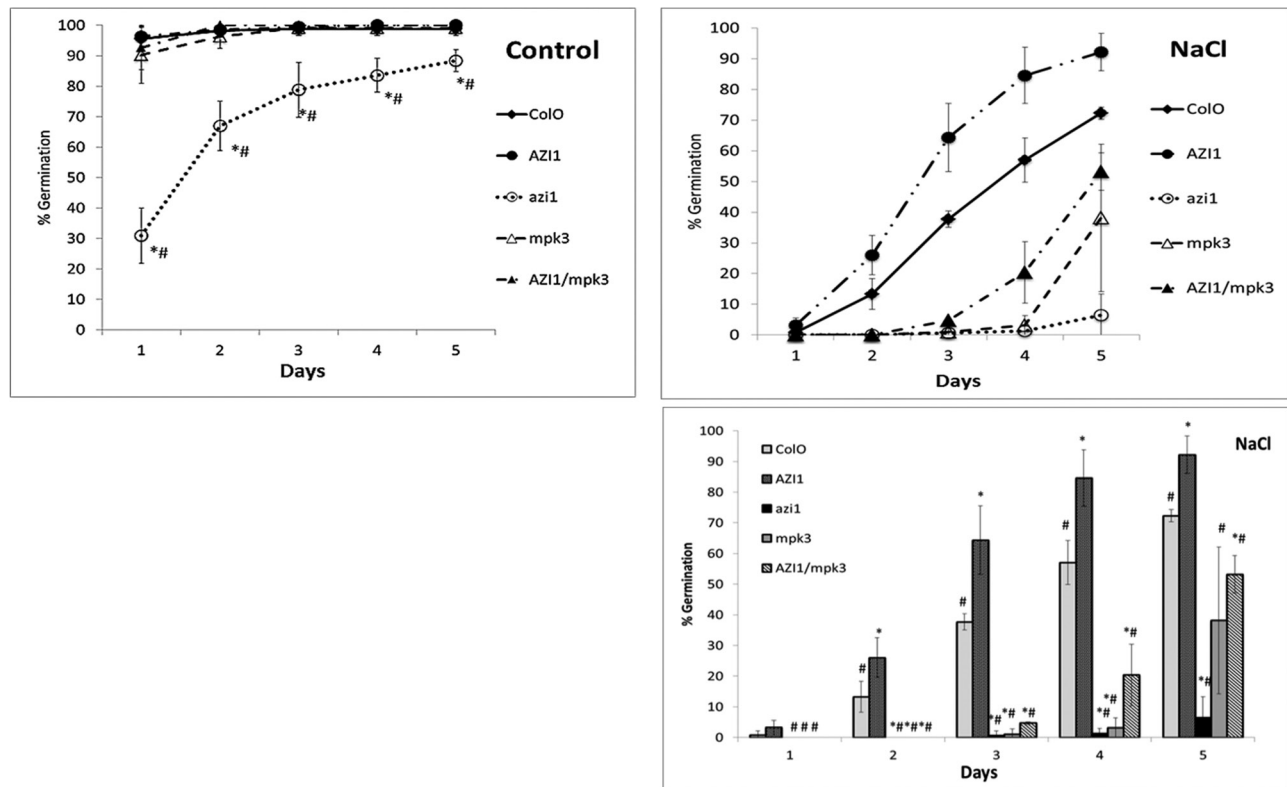 Control
% Germination
100
90
80
70
60
50
40
30
20
10
0
*#
*#
*#
*#
*#
1 2 3 4 5
Days
ColO
AZI1
azi1
mpk3
AZI1/mpk3
NaCl
% Germination
100
90
80
70
60
50
40
30
20
10
0
1 2 3 4 5
Days
ColO
AZI1
azi1
mpk3
AZI1/mpk3
NaCl
% Germination
100
90
80
70
60
50
40
30
20
10
0
ColO
AZI1
azi1
mpk3
AZI1/mpk3
# # #
# * *#*#*#
# * *# *# *#
# * *# *# *#
# * *# # *#
1 2 3 4 5
Days